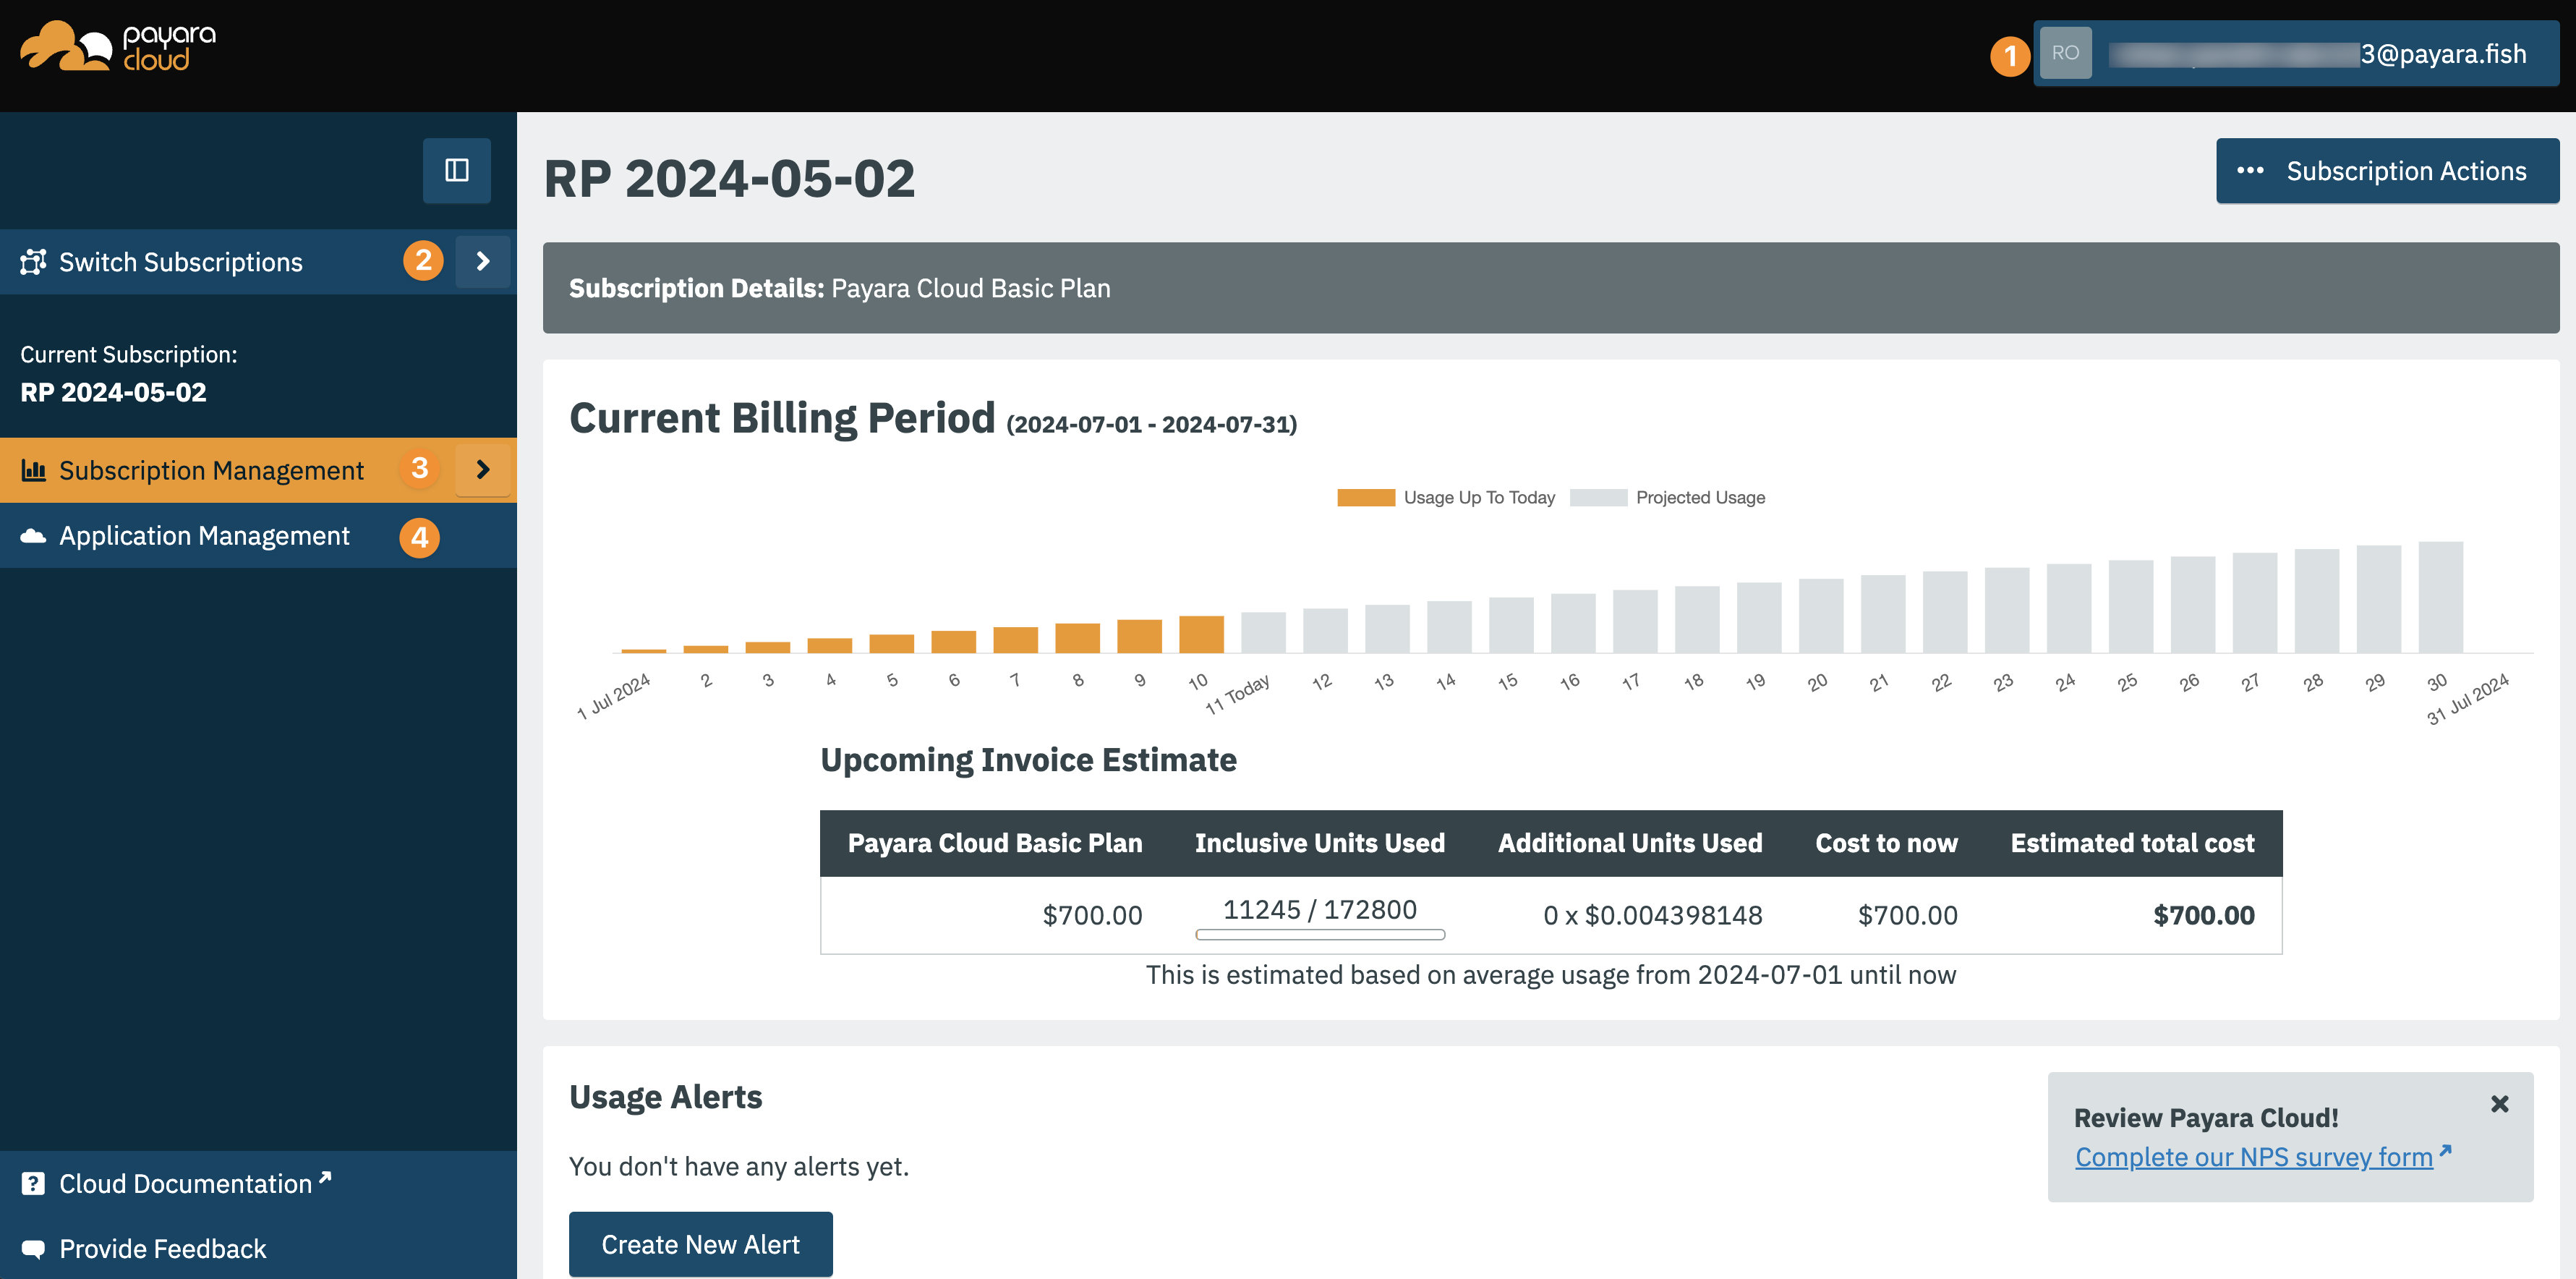 payara
cloud
1
RO
3@payara.fish
RP 2024-05-02
Subscription Actions
Switch Subscriptions 2
Current Subscription:
RP 2024-05-02
Subscription Management 3
Application Management 4
Cloud Documentation
Provide Feedback
Subscription Details: Payara Cloud Basic Plan
Current Billing Period (2024-07-01 - 2024-07-31)
Usage Up To Today Projected Usage
1 Jul 2024 2 3 4 5 6 7 8 9 10 11 Today 12 13 14 15 16 17 18 19 20 21 22 23 24 25 26 27 28 29 30 31 Jul 2024
Upcoming Invoice Estimate
Payara Cloud Basic Plan Inclusive Units Used Additional Units Used Cost to now Estimated total cost
$700.00 11245 / 172800 0 x $0.004398148 $700.00 $700.00
This is estimated based on average usage from 2024-07-01 until now
Usage Alerts
You don't have any alerts yet.
Create New Alert
Review Payara Cloud!
Complete our NPS survey form